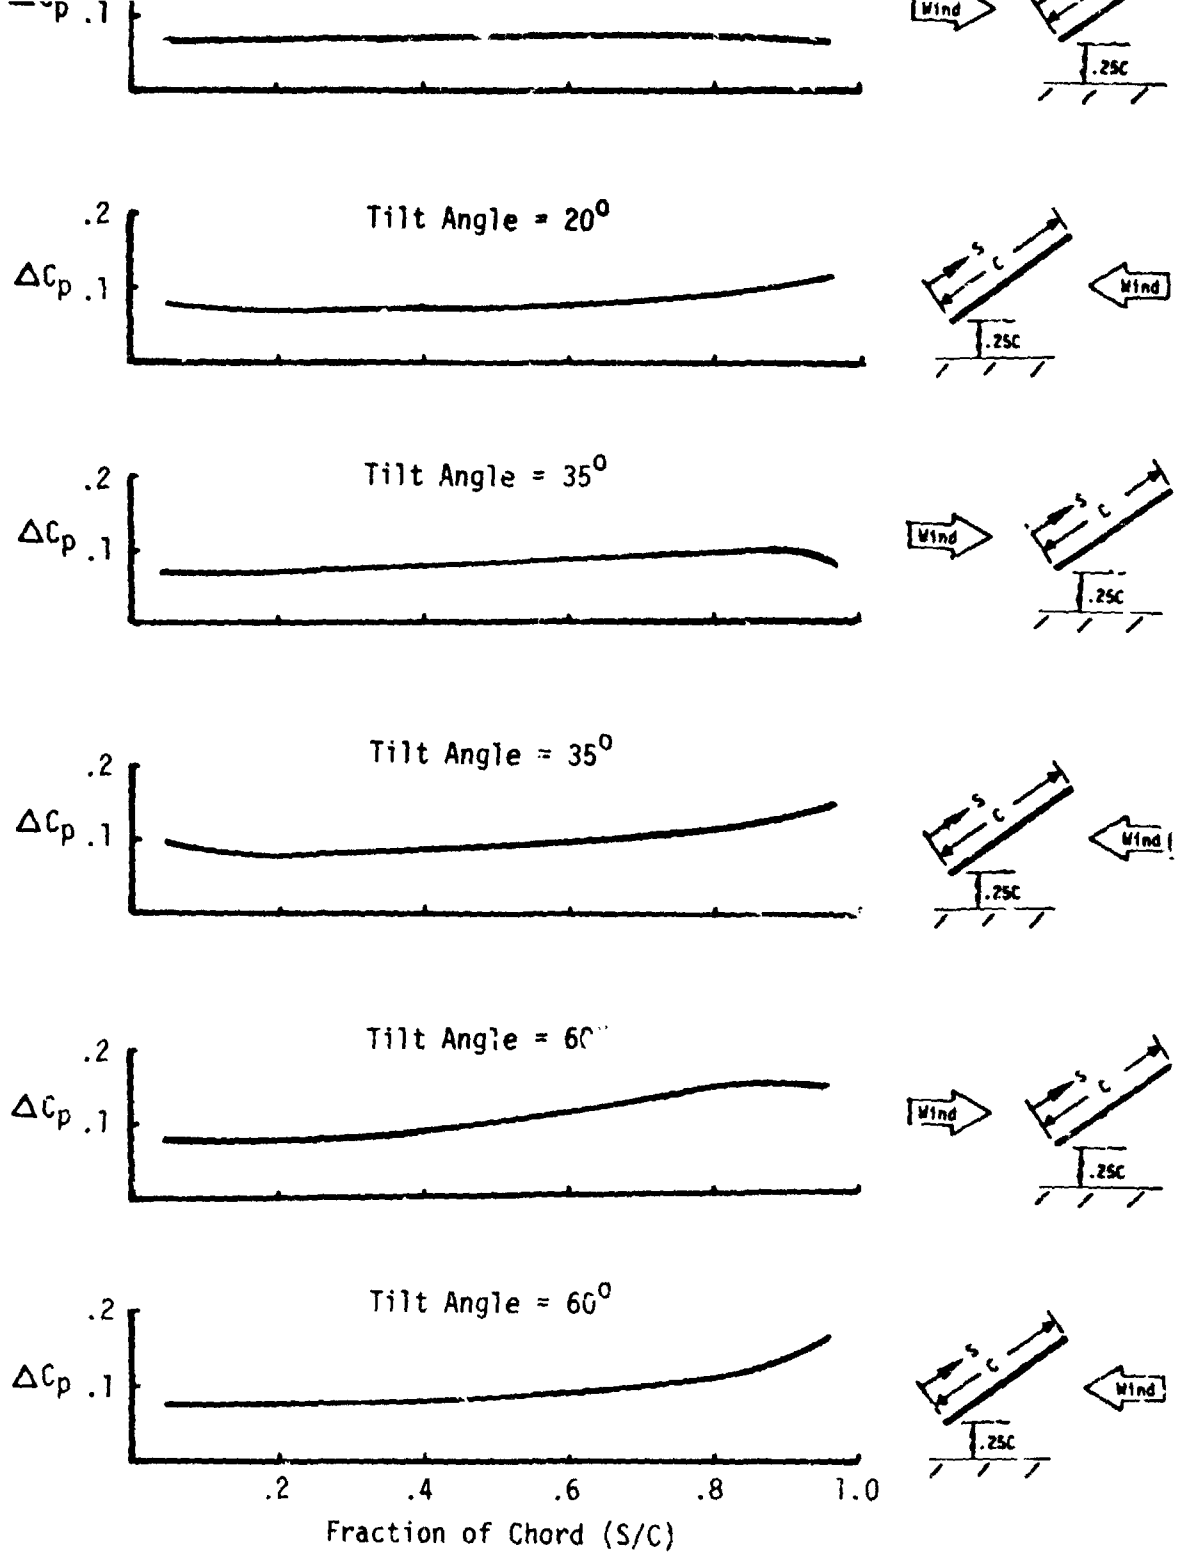 ΔCp .1
Wind
.25C
Tilt Angle = 20°
.2
ΔCp .1
S
C
Wind
.25C
Tilt Angle = 35°
.2
ΔCp .1
Wind
S
C
.25C
Tilt Angle = 35°
.2
ΔCp .1
S
C
Wind
.25C
Tilt Angle = 60°
.2
ΔCp .1
Wind
S
C
.25C
Tilt Angle = 60°
.2
ΔCp .1
S
C
Wind
.25C
.2 .4 .6 .8 1.0
Fraction of Chord (S/C)